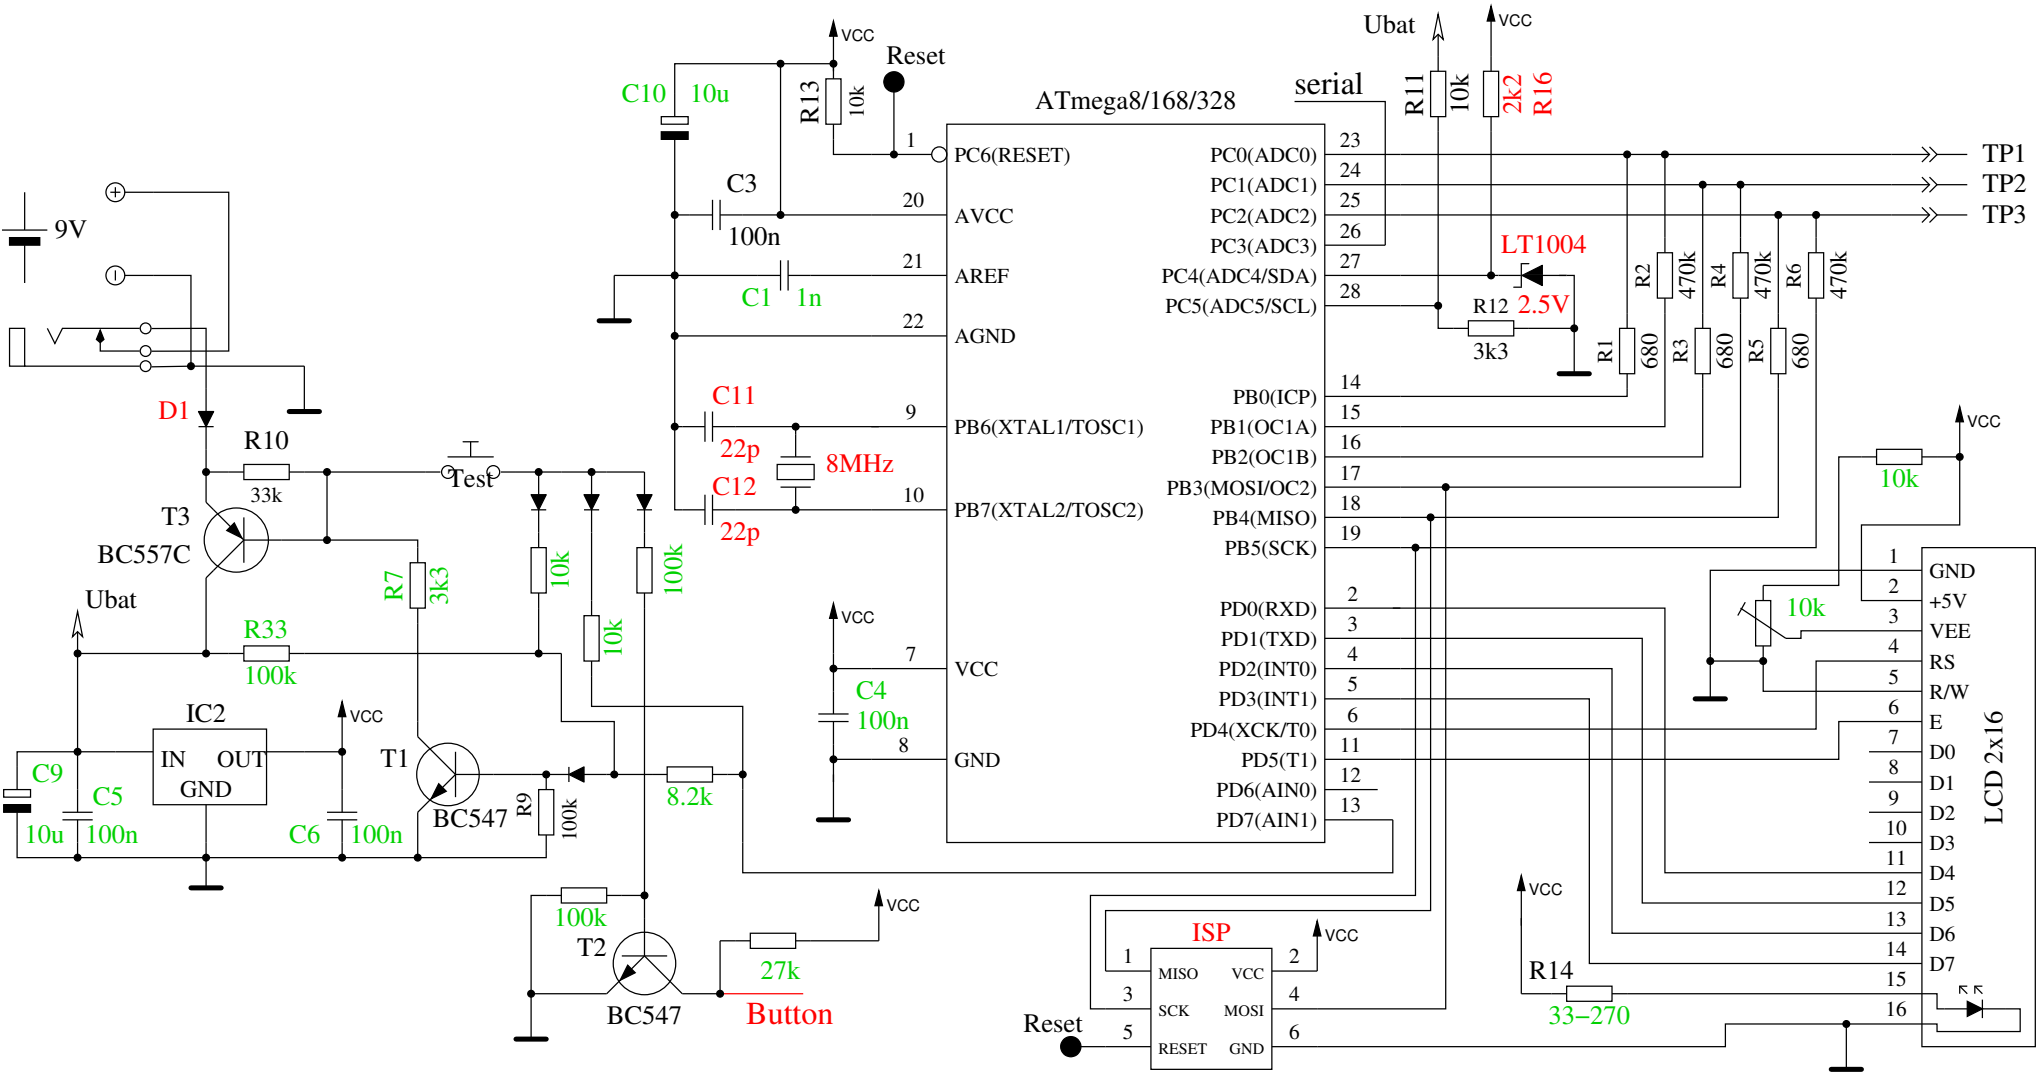 VCC
Reset
C10 10u
R13
10k
ATmega8/168/328
serial
Ubat
R11
10k
VCC
2k2
R16
1
PC6(RESET)
C3
100n
20
AVCC
21
AREF
C1 1n
22
AGND
C11
22p
9
PB6(XTAL1/TOSC1)
8MHz
C12
22p
10
PB7(XTAL2/TOSC2)
VCC
7
VCC
C4
100n
8
GND
PC0(ADC0)
23
PC1(ADC1)
24
PC2(ADC2)
25
PC3(ADC3)
26
PC4(ADC4/SDA)
27
PC5(ADC5/SCL)
28
PB0(ICP)
14
PB1(OC1A)
15
PB2(OC1B)
16
PB3(MOSI/OC2)
17
PB4(MISO)
18
PB5(SCK)
19
PD0(RXD)
2
PD1(TXD)
3
PD2(INT0)
4
PD3(INT1)
5
PD4(XCK/T0)
6
PD5(T1)
11
PD6(AIN0)
12
PD7(AIN1)
13
LT1004
2.5V
R12
3k3
TP1
TP2
TP3
R2
470k
R4
470k
R6
470k
R1
680
R3
680
R5
680
9V
D1
R10
33k
Test
T3
BC557C
R7
3k3
10k
10k
100k
Ubat
R33
100k
IC2
IN OUT
GND
VCC
C9
10u
C5
100n
C6 100n
T1
BC547
R9
100k
8.2k
100k
T2
BC547
27k
VCC
Button
ISP
VCC
1
MISO
VCC
2
3
SCK
MOSI
4
5
RESET
GND
6
Reset
VCC
R14
33−270
VCC
10k
10k
1
GND
2
+5V
3
VEE
4
RS
5
R/W
6
E
7
D0
8
D1
9
D2
10
D3
11
D4
12
D5
13
D6
14
D7
15
16
LCD 2x16